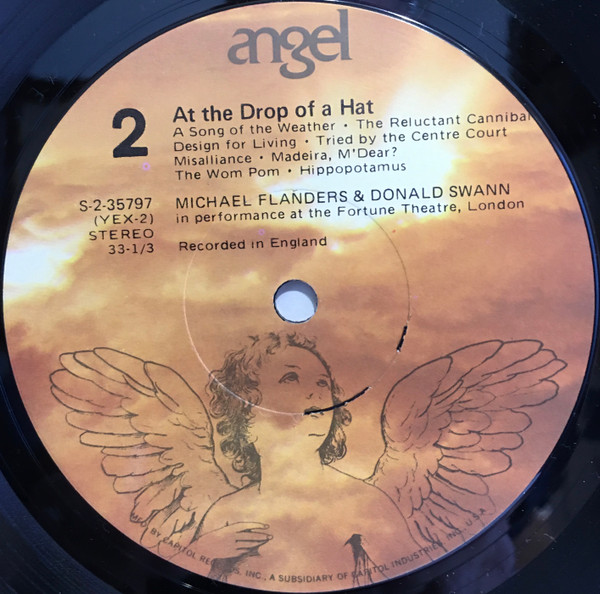 angel
2
At the Drop of a Hat
A Song of the Weather • The Reluctant Cannibal
Design for Living • Tried by the Centre Court
Misalliance • Madeira, M'Dear?
The Wom Pom • Hippopotamus
S-2-35797
(YEX-2)
STEREO
33-1/3
MICHAEL FLANDERS & DONALD SWANN
in performance at the Fortune Theatre, London
Recorded in England
BY CAPITOL INC., A SUBSIDIARY OF CAPITOL INDUSTRIES, INC., U.S.A.